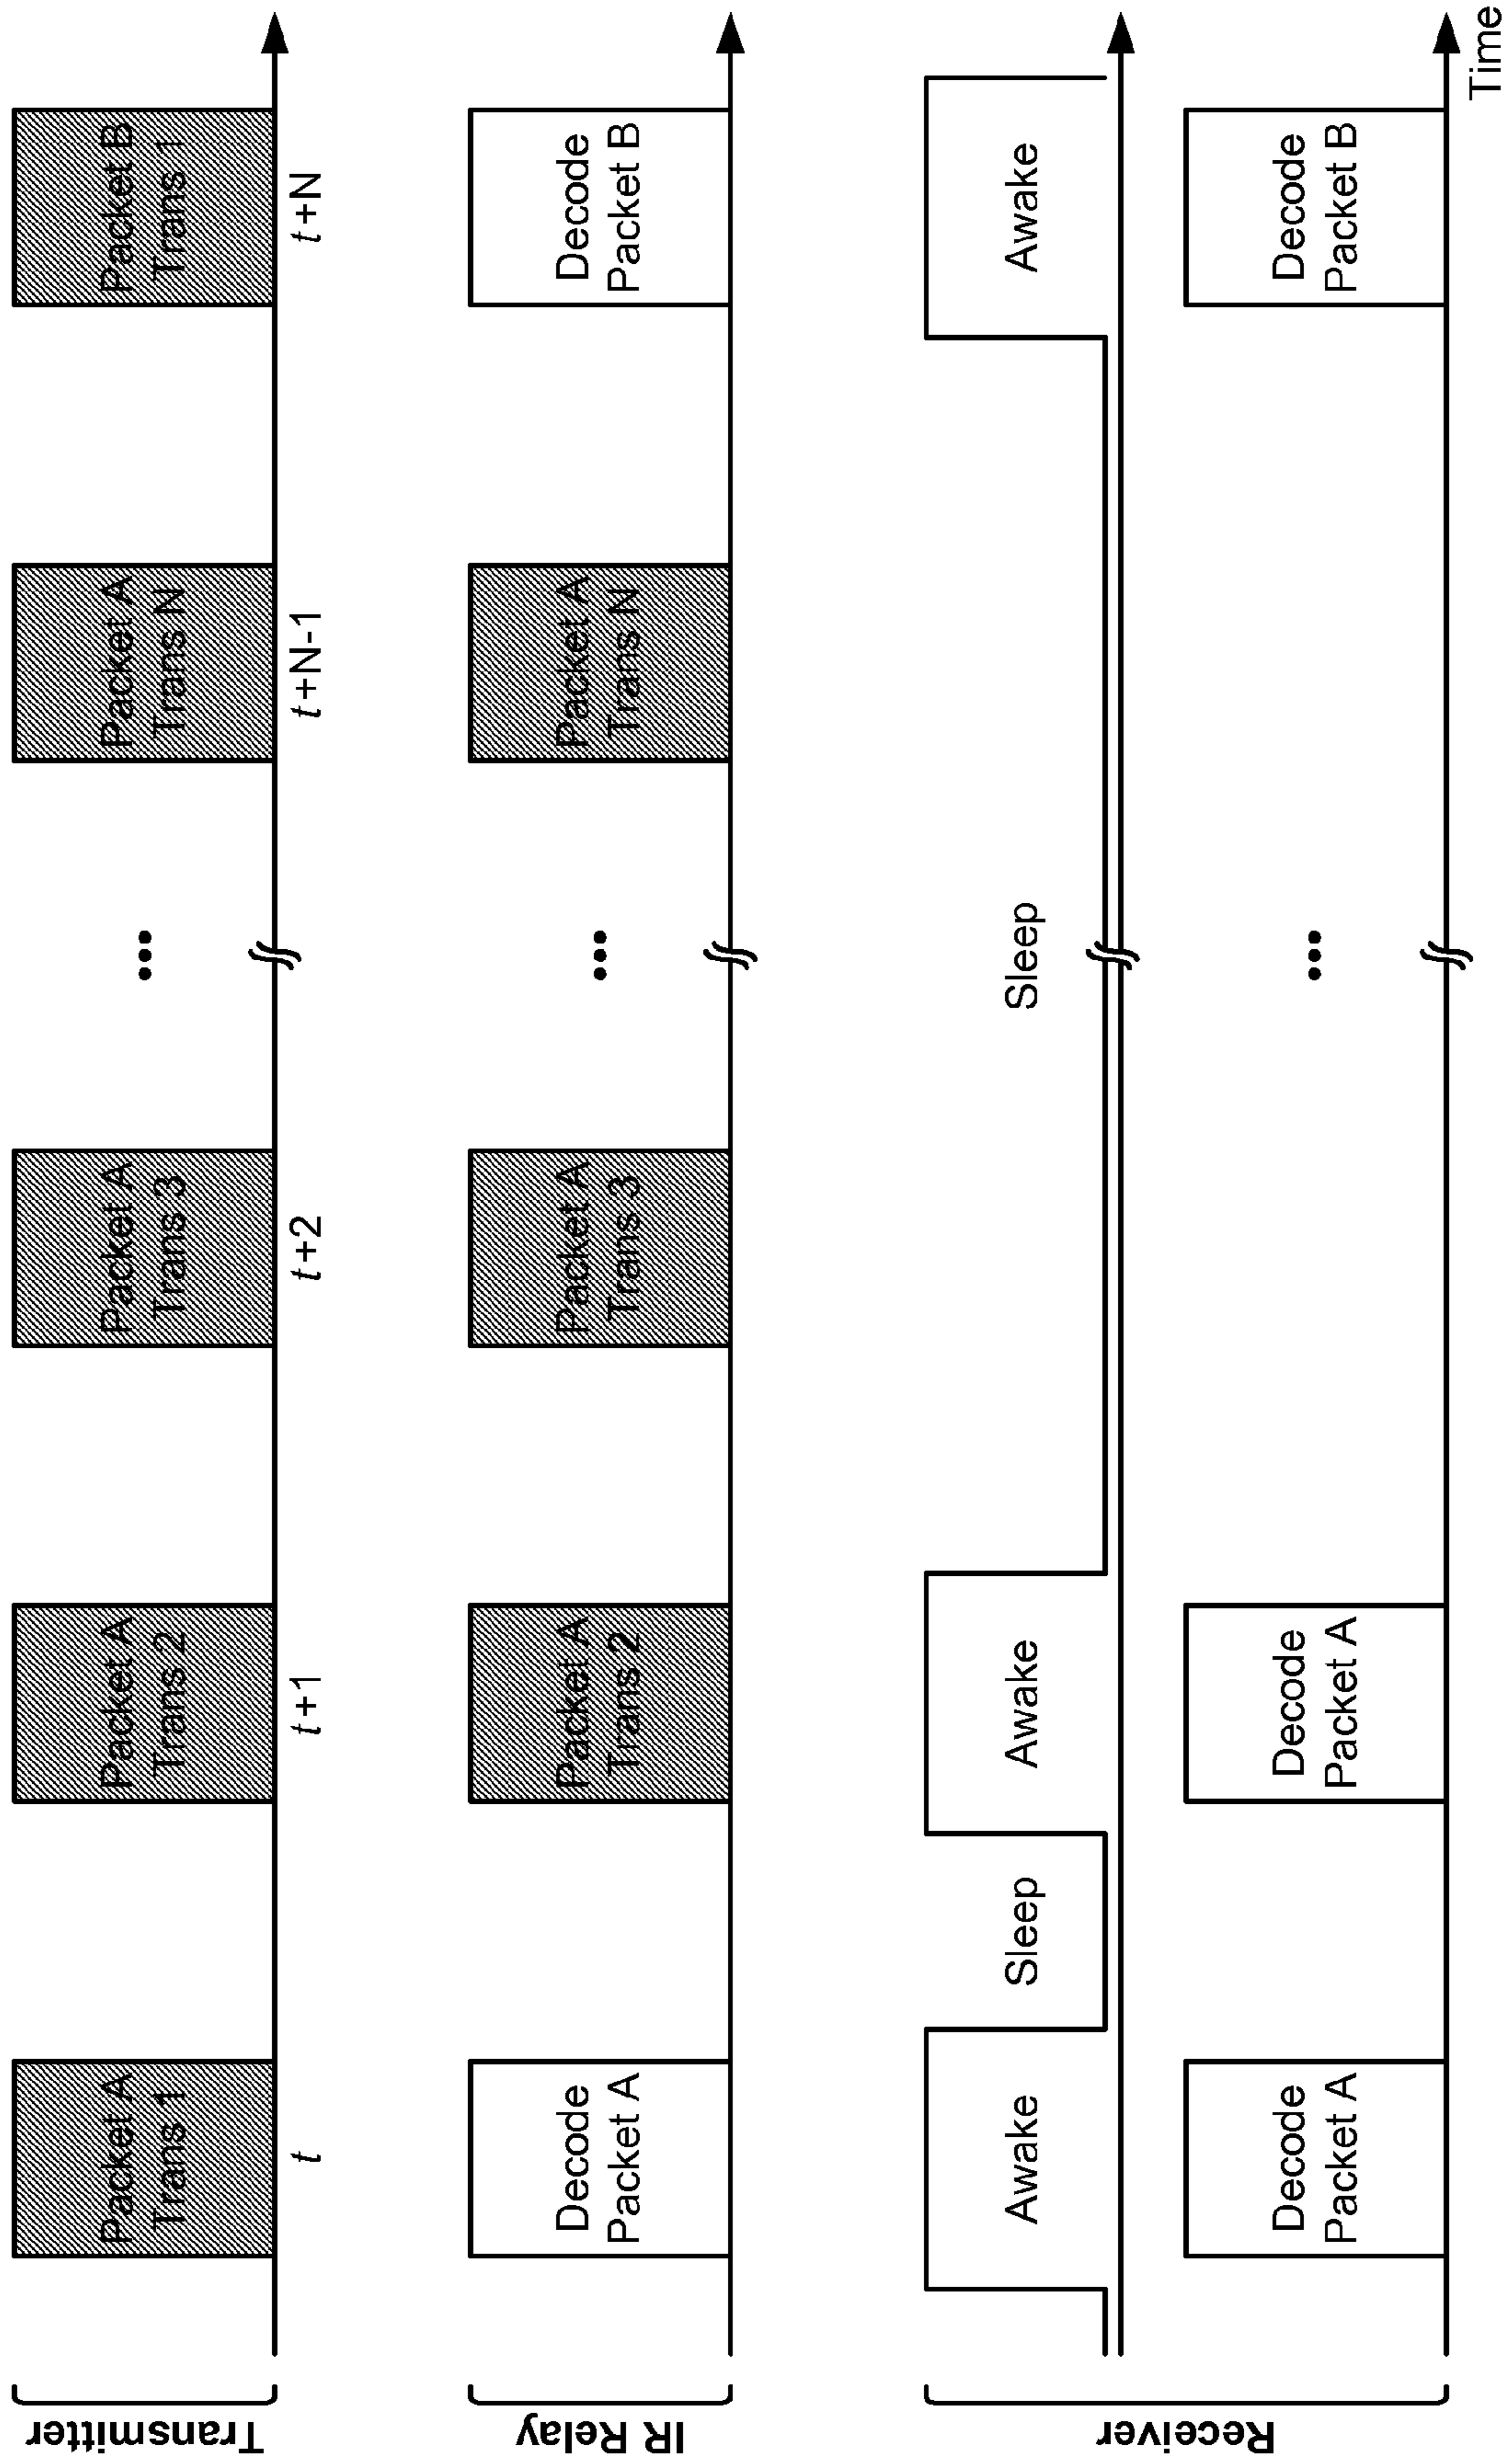 Transmitter
Packet A
Trans 1
Packet A
Trans 2
Packet A
Trans 3
•••
Packet A
Trans N
Packet B
Trans 1
t
t+1
t+2
t+N-1
t+N
IR Relay
Decode
Packet A
Packet A
Trans 2
Packet A
Trans 3
•••
Packet A
Trans N
Decode
Packet B
Receiver
Awake
Sleep
Awake
Sleep
Awake
Decode
Packet A
Decode
Packet A
•••
Decode
Packet B
Time